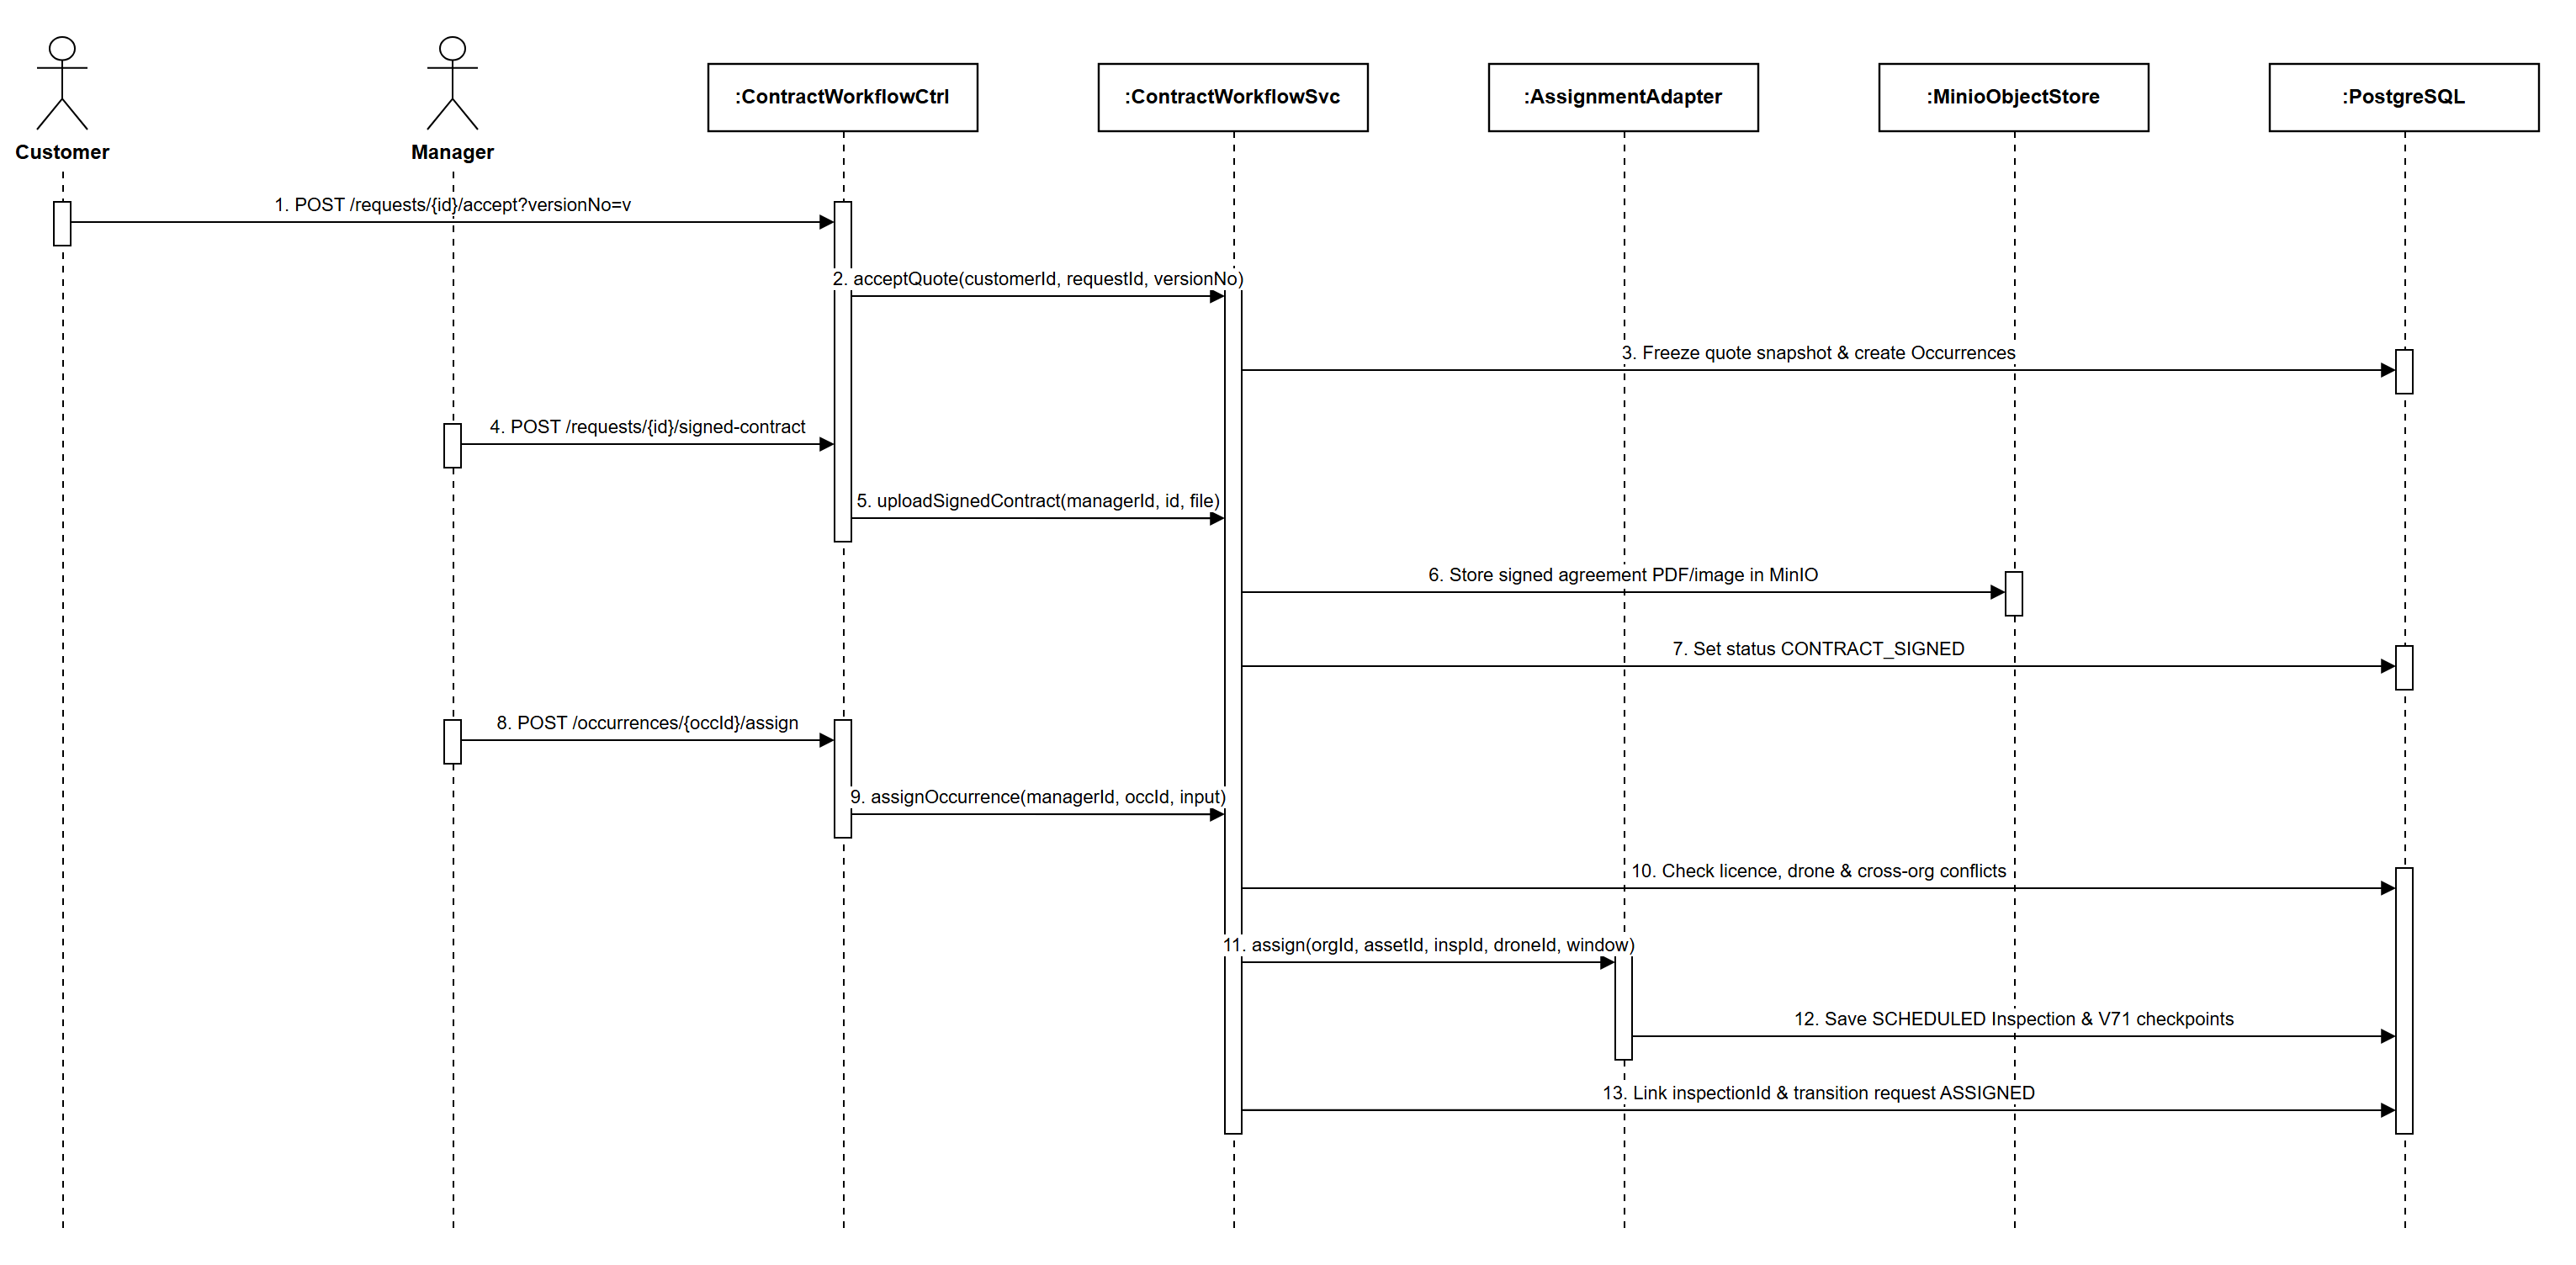 :ContractWorkflowCtrl
:ContractWorkflowSvc
:AssignmentAdapter
:MinioObjectStore
:PostgreSQL
Customer
Manager
1. POST /requests/{id}/accept?versionNo=v
2. acceptQuote(customerId, requestId, versionNo)
3. Freeze quote snapshot & create Occurrences
4. POST /requests/{id}/signed-contract
5. uploadSignedContract(managerId, id, file)
6. Store signed agreement PDF/image in MinIO
7. Set status CONTRACT_SIGNED
8. POST /occurrences/{occId}/assign
9. assignOccurrence(managerId, occId, input)
10. Check licence, drone & cross-org conflicts
11. assign(orgId, assetId, inspId, droneId, window)
12. Save SCHEDULED Inspection & V71 checkpoints
13. Link inspectionId & transition request ASSIGNED